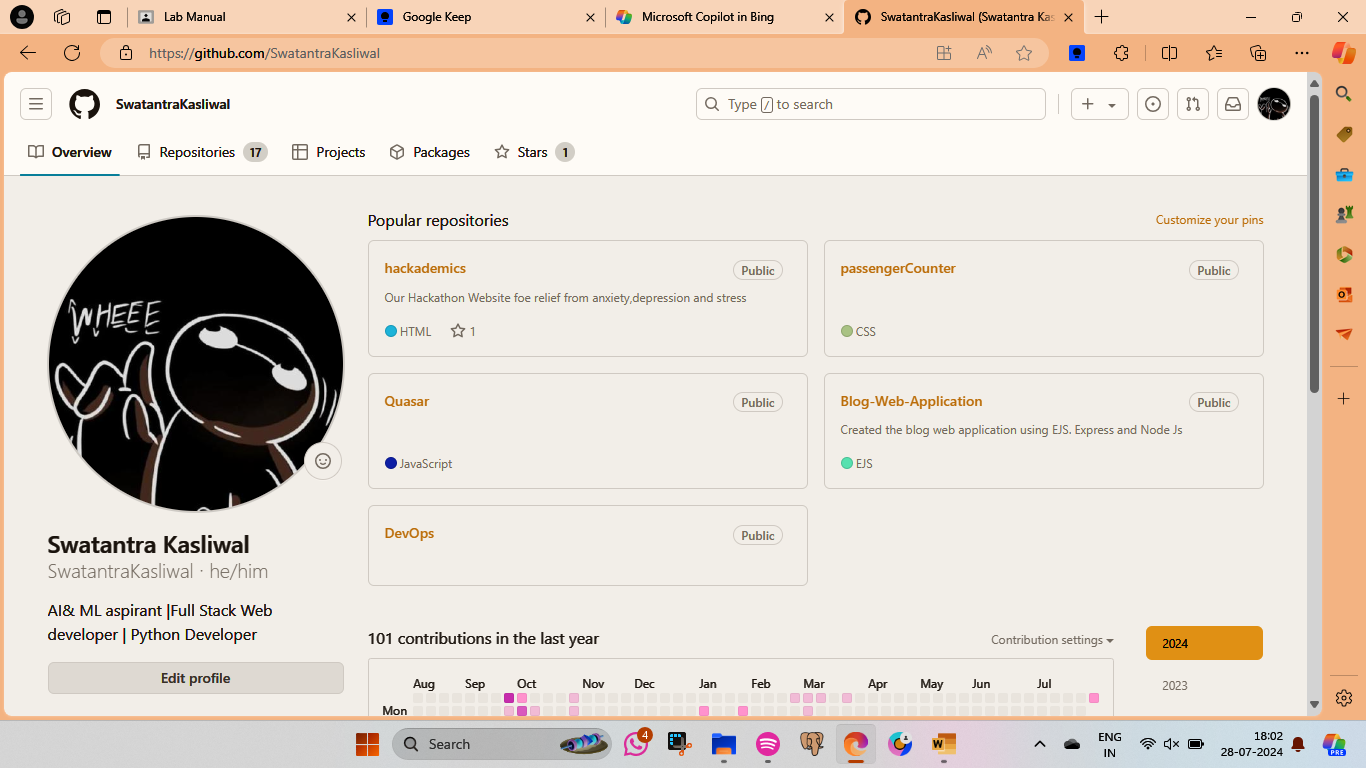 Lab Manual
Google Keep
Microsoft Copilot in Bing
SwatantraKasliwal (Swatantra Kas
https://github.com/SwatantraKasliwal
SwatantraKasliwal
Type / to search
Overview
Repositories 17
Projects
Packages
Stars 1
WHEEE
Swatantra Kasliwal
SwatantraKasliwal · he/him
AI& ML aspirant |Full Stack Web
developer | Python Developer
Edit profile
Popular repositories
Customize your pins
hackademics
Public
Our Hackathon Website foe relief from anxiety,depression and stress
HTML 1
passengerCounter
Public
CSS
Quasar
Public
JavaScript
Blog-Web-Application
Public
Created the blog web application using EJS. Express and Node Js
EJS
DevOps
Public
101 contributions in the last year
Contribution settings
2024
2023
Aug Sep Oct Nov Dec Jan Feb Mar Apr May Jun Jul
Mon
Search
4
ENG
IN
18:02
28-07-2024
PRE